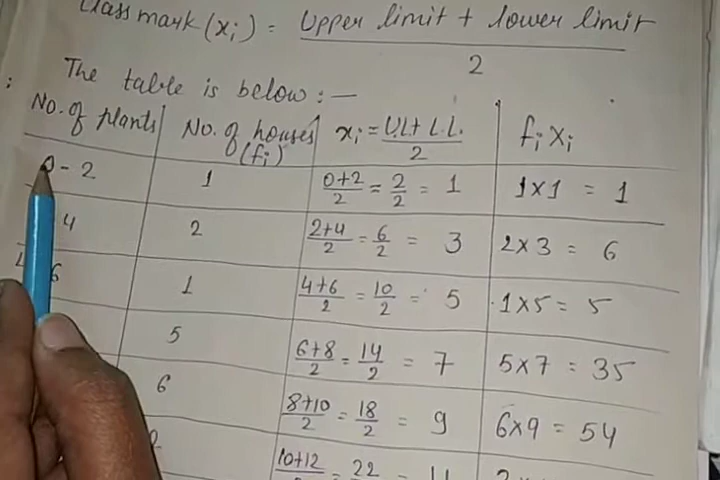 Class mark (xi) = Upper limit + lower limit
2
The table is below : —
No. of plants No. of houses (fi) xi = U.L + L.L. / 2 fixi
0 - 2 1 0+2/2 = 2/2 = 1 1x1 = 1
4 2 2+4/2 = 6/2 = 3 2x3 = 6
6 1 4+6/2 = 10/2 = 5 1x5 = 5
5 6+8/2 = 14/2 = 7 5x7 = 35
6 8+10/2 = 18/2 = 9 6x9 = 54
10+12 = 22